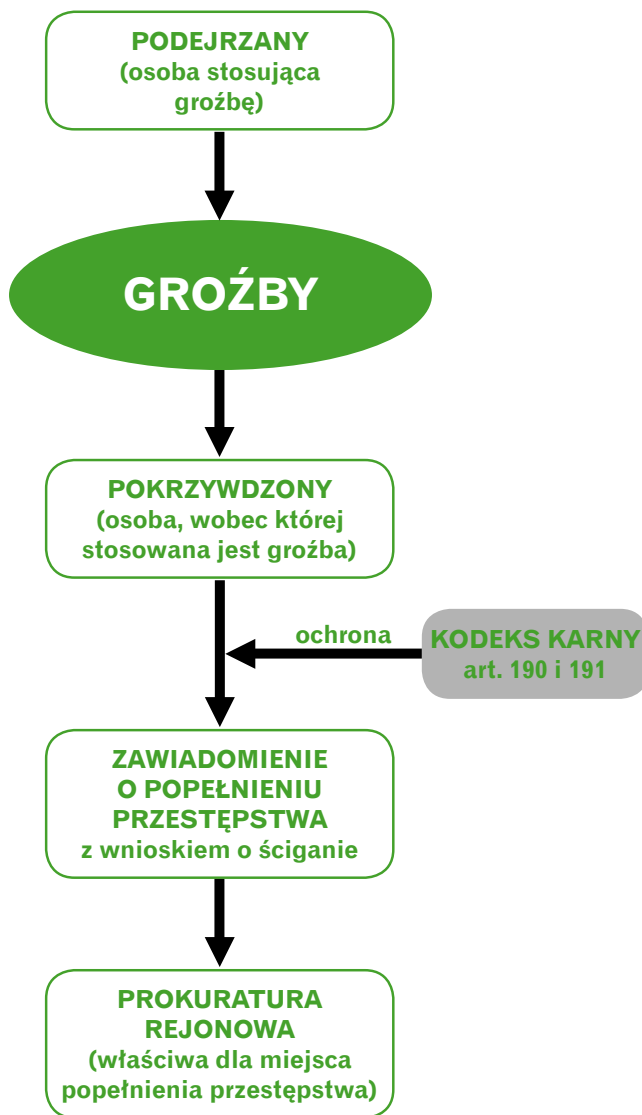 PODEJRZANY
(osoba stosująca
groźbę)
GROŹBY
POKRZYWDZONY
(osoba, wobec której
stosowana jest groźba)
ochrona
KODEKS KARNY
art. 190 i 191
ZAWIADOMIENIE
O POPEŁNIENIU
PRZESTĘPSTWA
z wnioskiem o ściganie
PROKURATURA
REJONOWA
(właściwa dla miejsca
popełnienia przestępstwa)